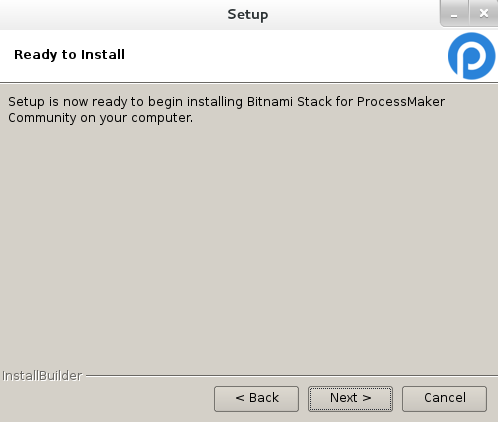 Setup
Ready to Install
Setup is now ready to begin installing Bitnami Stack for ProcessMaker
Community on your computer.
InstallBuilder
< Back
Next >
Cancel